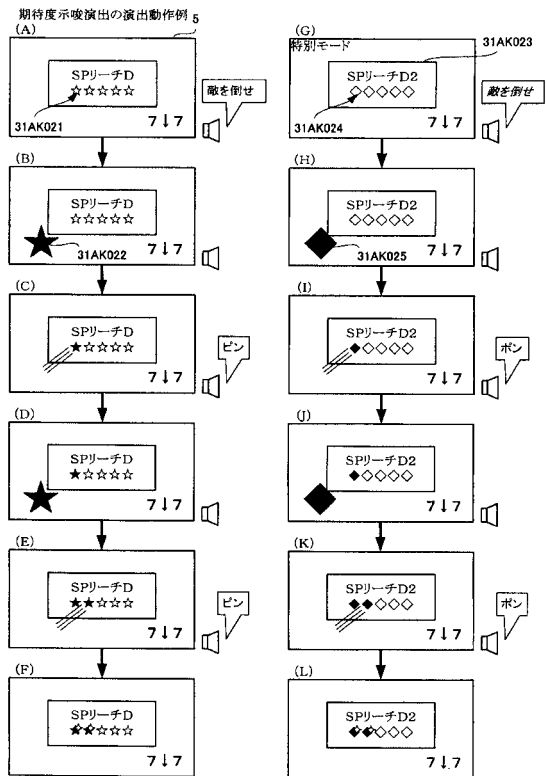 期待度示唆演出の演出動作例 5
(A)
SPリーチD
☆☆☆☆☆
31AK021
7↓7
敵を倒せ
(B)
SPリーチD
☆☆☆☆☆
31AK022
7↓7
(C)
SPリーチD
★☆☆☆☆
7↓7
ピン
(D)
SPリーチD
★☆☆☆☆
7↓7
(E)
SPリーチD
★★☆☆☆
7↓7
ピン
(F)
SPリーチD
★★☆☆☆
7↓7
(G)
特別モード
31AK023
SPリーチD2
◇◇◇◇◇
31AK024
7↓7
敵を倒せ
(H)
SPリーチD2
◇◇◇◇◇
31AK025
7↓7
(I)
SPリーチD2
◆◇◇◇◇
7↓7
ポン
(J)
SPリーチD2
◆◇◇◇◇
7↓7
(K)
SPリーチD2
◆◆◇◇◇
7↓7
ポン
(L)
SPリーチD2
◆◆◇◇◇
7↓7